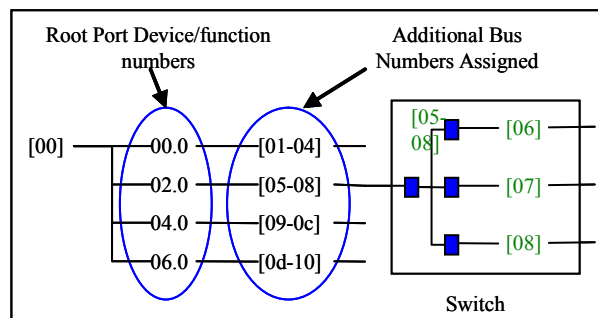 Root Port Device/function
numbers
Additional Bus
Numbers Assigned
[00]
00.0
02.0
04.0
06.0
[01-04]
[05-08]
[09-0c]
[0d-10]
[05-
08]
[06]
[07]
[08]
Switch